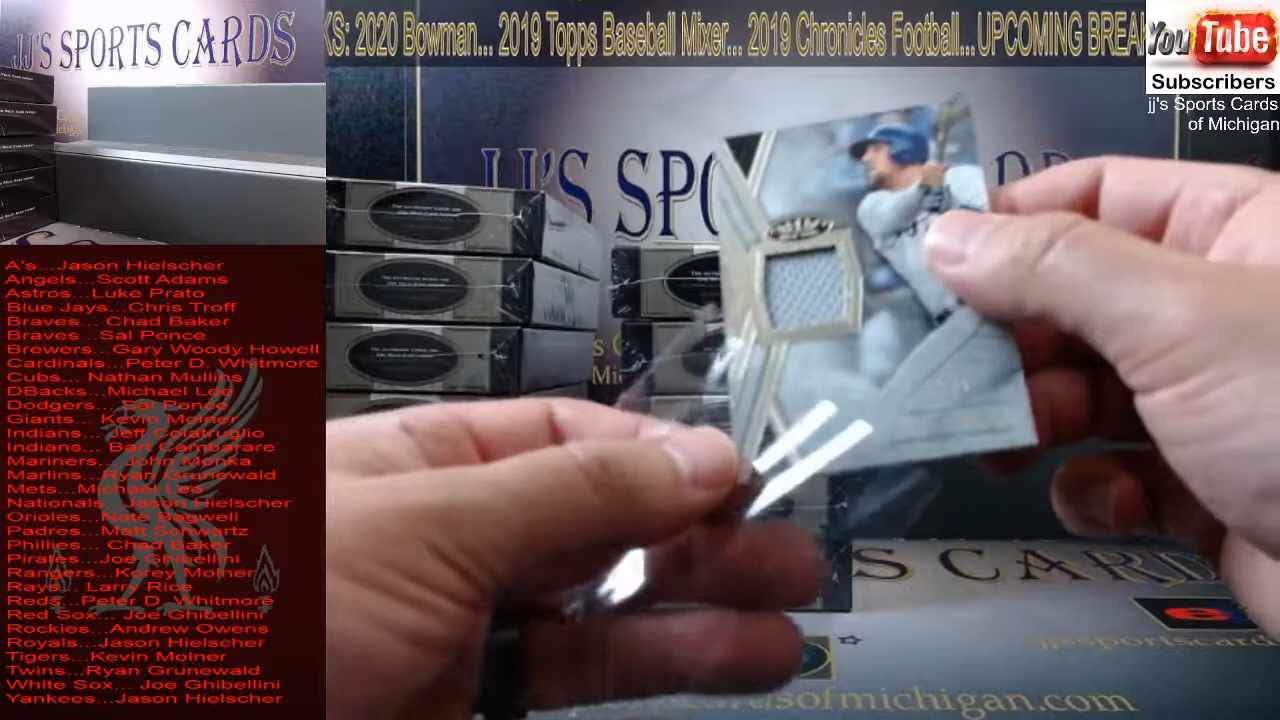 JJ'S SPORTS CARDS
KS: 2020 Bowman... 2019 Topps Baseball Mixer... 2019 Chronicles Football...UPCOMING BREAK
You Tube
Subscribers
jj's Sports Cards
of Michigan
JJ'S SPO
S CARD
jjssportscard
ofmichigan.com
A's...Jason Hielscher
Angels...Scott Adams
Astros...Luke Prato
Blue Jays...Chris Troff
Braves... Chad Baker
Braves...Sal Ponce
Brewers...Gary Woody Howell
Cardinals...Peter D. Whitmore
Cubs... Nathan Mullins
DBacks...Michael Lee
Dodgers... Sal Ponce
Giants... Kevin Molner
Indians... Jeff Colatruglio
Indians... Bart Cambarare
Mariners... John Monka
Marlins...Ryan Grunewald
Mets...Michael Lee
Nationals...Jason Hielscher
Orioles...Nate Bagwell
Padres...Matt Schwartz
Phillies... Chad Baker
Pirates...Joe Ghibellini
Rangers...Korey Molner
Rays... Larry Rice
Reds...Peter D. Whitmore
Red Sox... Joe Ghibellini
Rockies...Andrew Owens
Royals...Jason Hielscher
Tigers...Kevin Molner
Twins...Ryan Grunewald
White Sox... Joe Ghibellini
Yankees...Jason Hielscher